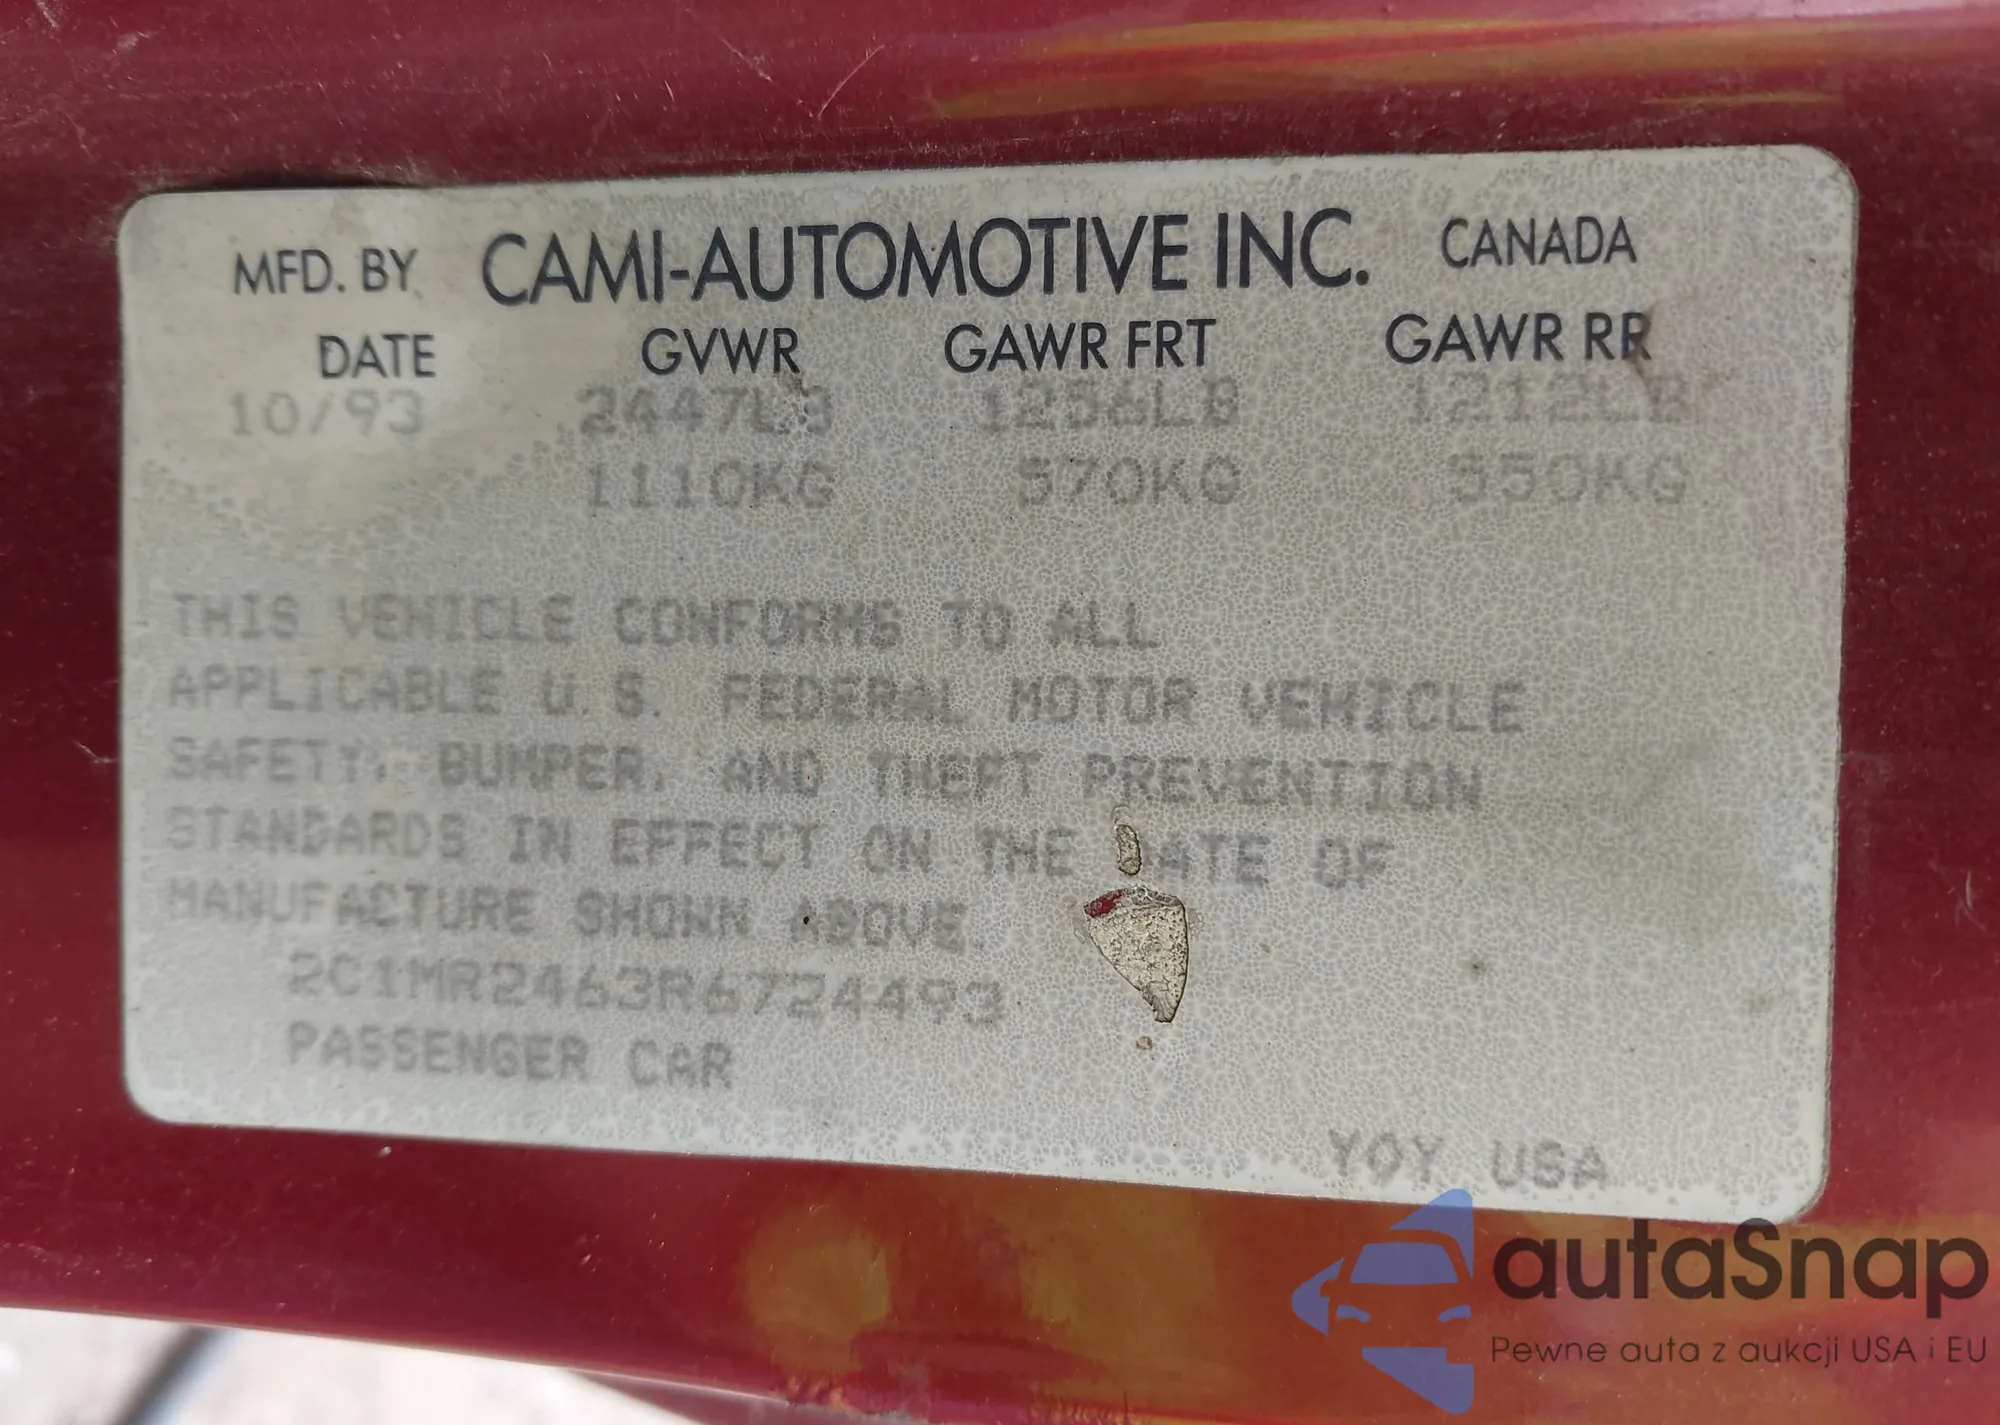 MFD. BY CAMI-AUTOMOTIVE INC. CANADA
DATE GVWR GAWR FRT GAWR RR
10/93 2447LB 1256LB 1212LB
1110KG 570KG 550KG
THIS VEHICLE CONFORMS TO ALL
APPLICABLE U.S. FEDERAL MOTOR VEHICLE
SAFETY, BUMPER, AND THEFT PREVENTION
STANDARDS IN EFFECT ON THE DATE OF
MANUFACTURE SHOWN ABOVE.
2C1MR2463R6724493
PASSENGER CAR
Y0Y USA
autaSnap
Pewne auta z aukcji USA i EU